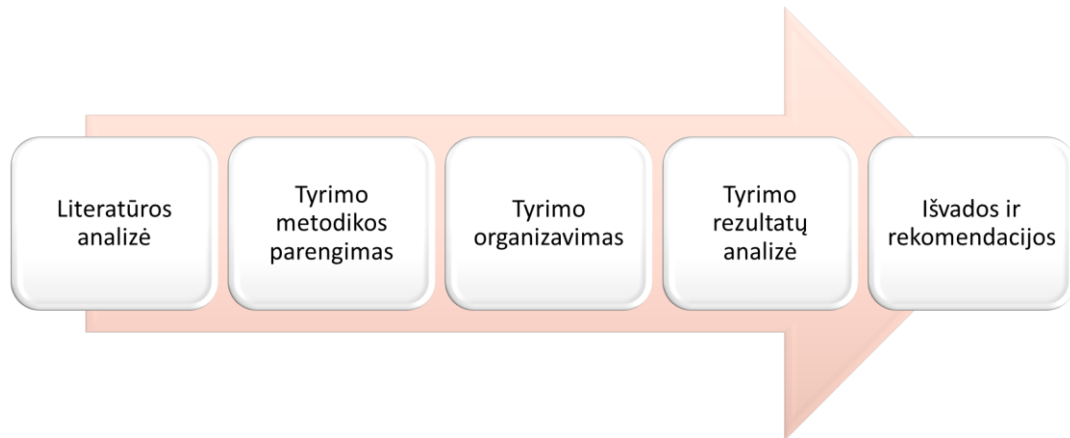 Literatūros
analizė
Tyrimo
metodikos
parengimas
Tyrimo
organizavimas
Tyrimo
rezultatų
analizė
Išvados ir
rekomendacijos